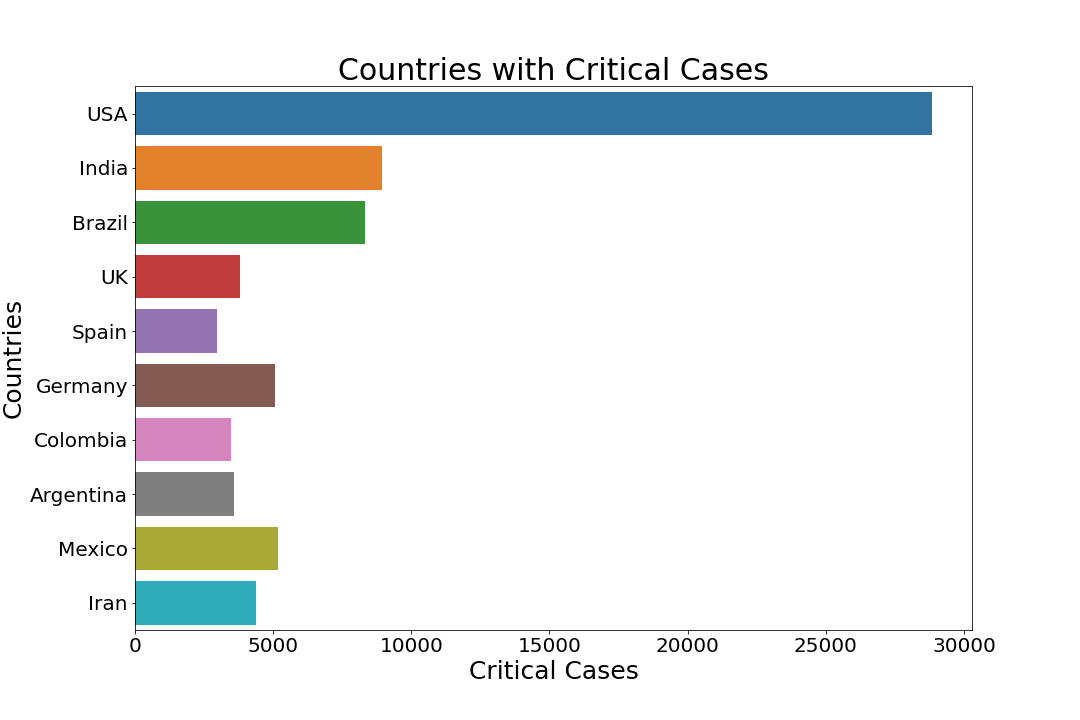 Countries with Critical Cases
Countries
USA
India
Brazil
UK
Spain
Germany
Colombia
Argentina
Mexico
Iran
0 5000 10000 15000 20000 25000 30000
Critical Cases